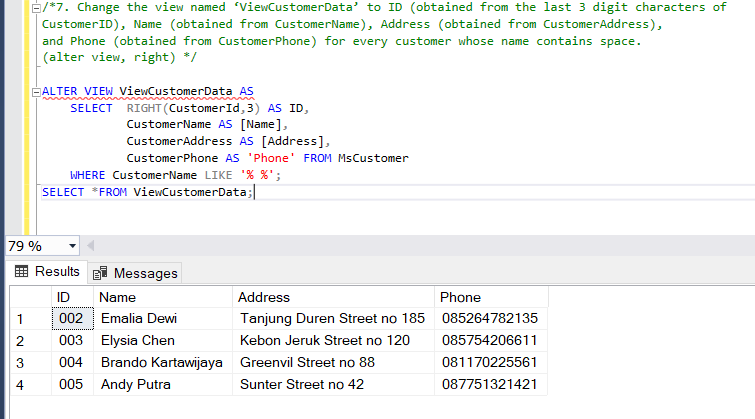 /*7. Change the view named ‘ViewCustomerData’ to ID (obtained from the last 3 digit characters of
CustomerID), Name (obtained from CustomerName), Address (obtained from CustomerAddress),
and Phone (obtained from CustomerPhone) for every customer whose name contains space.
(alter view, right) */
ALTER VIEW ViewCustomerData AS
SELECT RIGHT(CustomerId,3) AS ID,
CustomerName AS [Name],
CustomerAddress AS [Address],
CustomerPhone AS 'Phone' FROM MsCustomer
WHERE CustomerName LIKE '% %';
SELECT *FROM ViewCustomerData;
79 %
Results Messages
ID Name Address Phone
1 002 Emalia Dewi Tanjung Duren Street no 185 085264782135
2 003 Elysia Chen Kebon Jeruk Street no 120 085754206611
3 004 Brando Kartawijaya Greenvil Street no 88 081170225561
4 005 Andy Putra Sunter Street no 42 087751321421